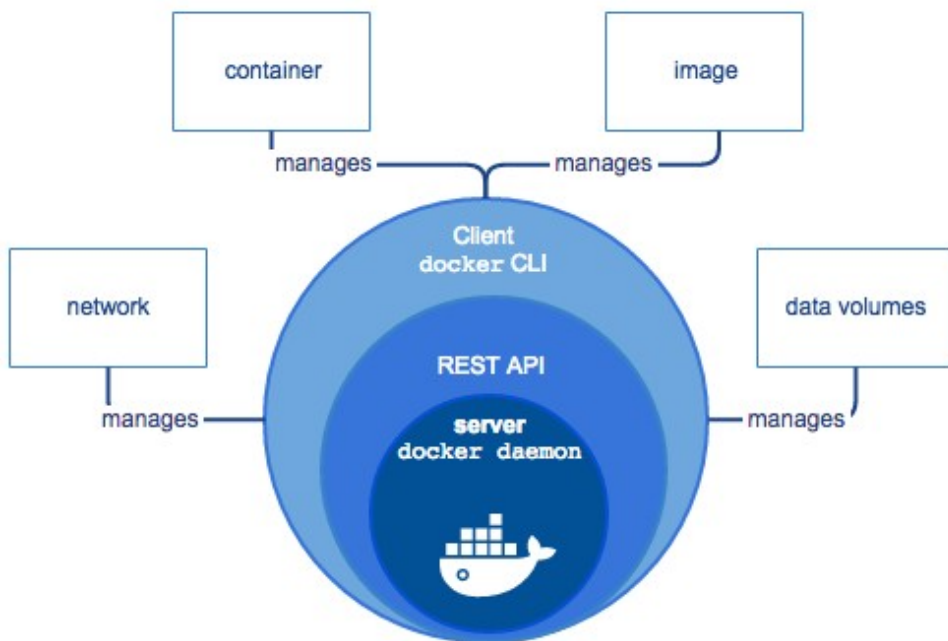 container
image
manages
manages
Client
docker CLI
network
data volumes
REST API
manages
server
manages
docker daemon